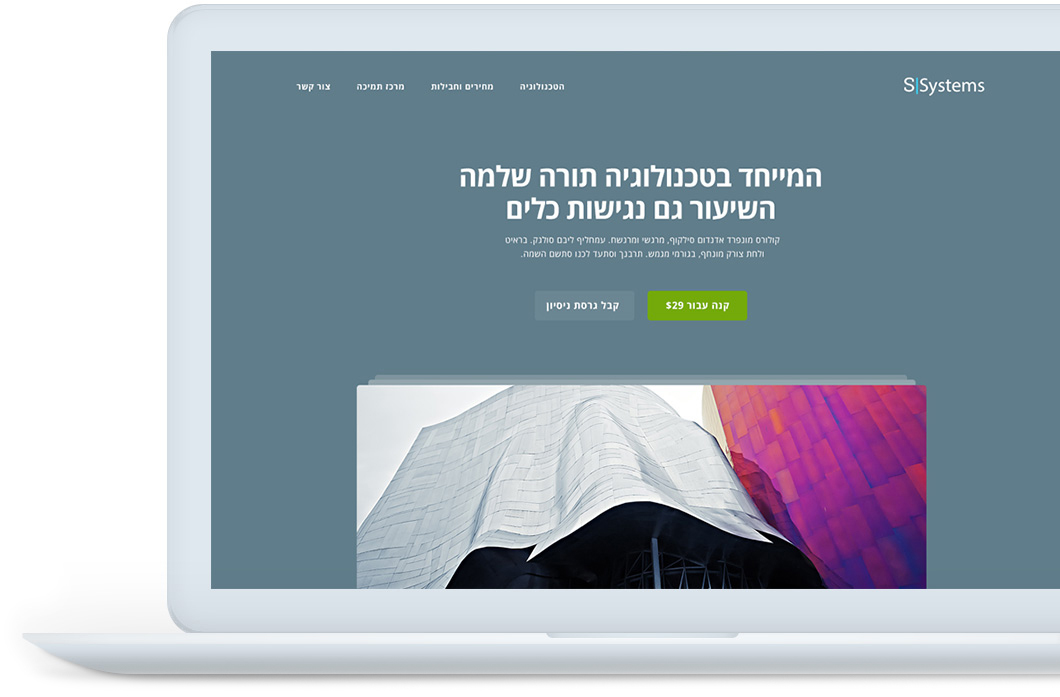 S|Systems
הטכנולוגיה
מחירים וחבילות
מרכז תמיכה
צור קשר
המייחד בטכנולוגיה תורה שלמה
השיעור גם נגישות כלים
קולורס מונפרד אדנדום סילקוף, מרגשי ומרגשח. עמחליף ליבם סולגק. בראיט
ולחת צורק מונחף, בגורמי מגמש. תרבנך וסתעד לכנו סתשם השמה.
קנה עבור 29$
קבל גרסת ניסיון